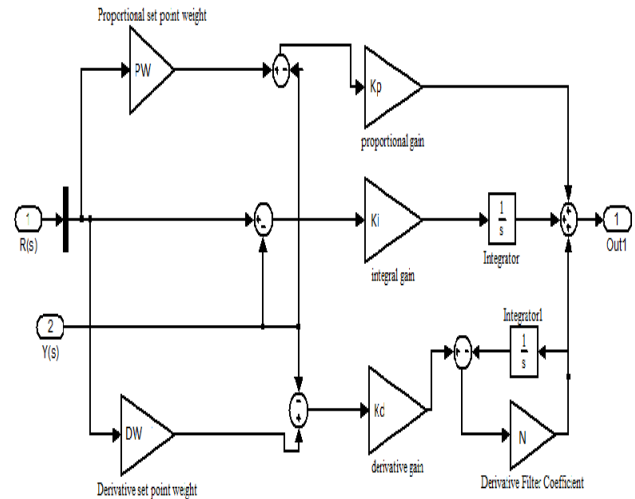 Proportional set point weight
PW
Kp
proportional gain
1
R(s)
Ki
integral gain
1
s
Integrator
1
Out1
2
Y(s)
Integrator1
1
s
DW
Derivative set point weight
Kd
derivative gain
N
Derivative Filter Coefficient